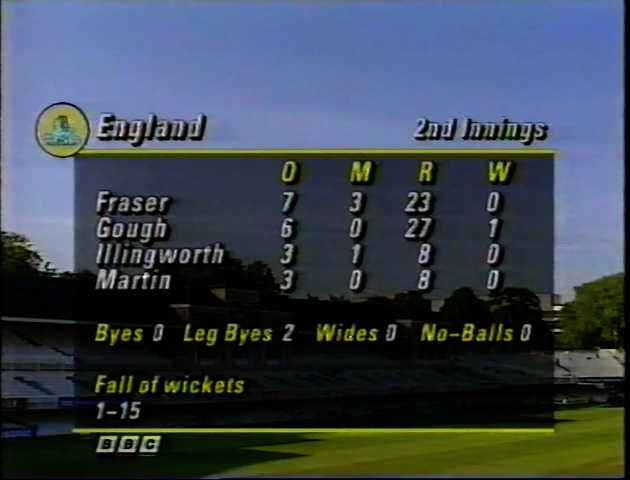 England 2nd Innings
O M R W
Fraser 7 3 23 0
Gough 6 0 27 1
Illingworth 3 1 8 0
Martin 3 0 8 0
Byes 0 Leg Byes 2 Wides 0 No-Balls 0
Fall of wickets
1-15
BBC